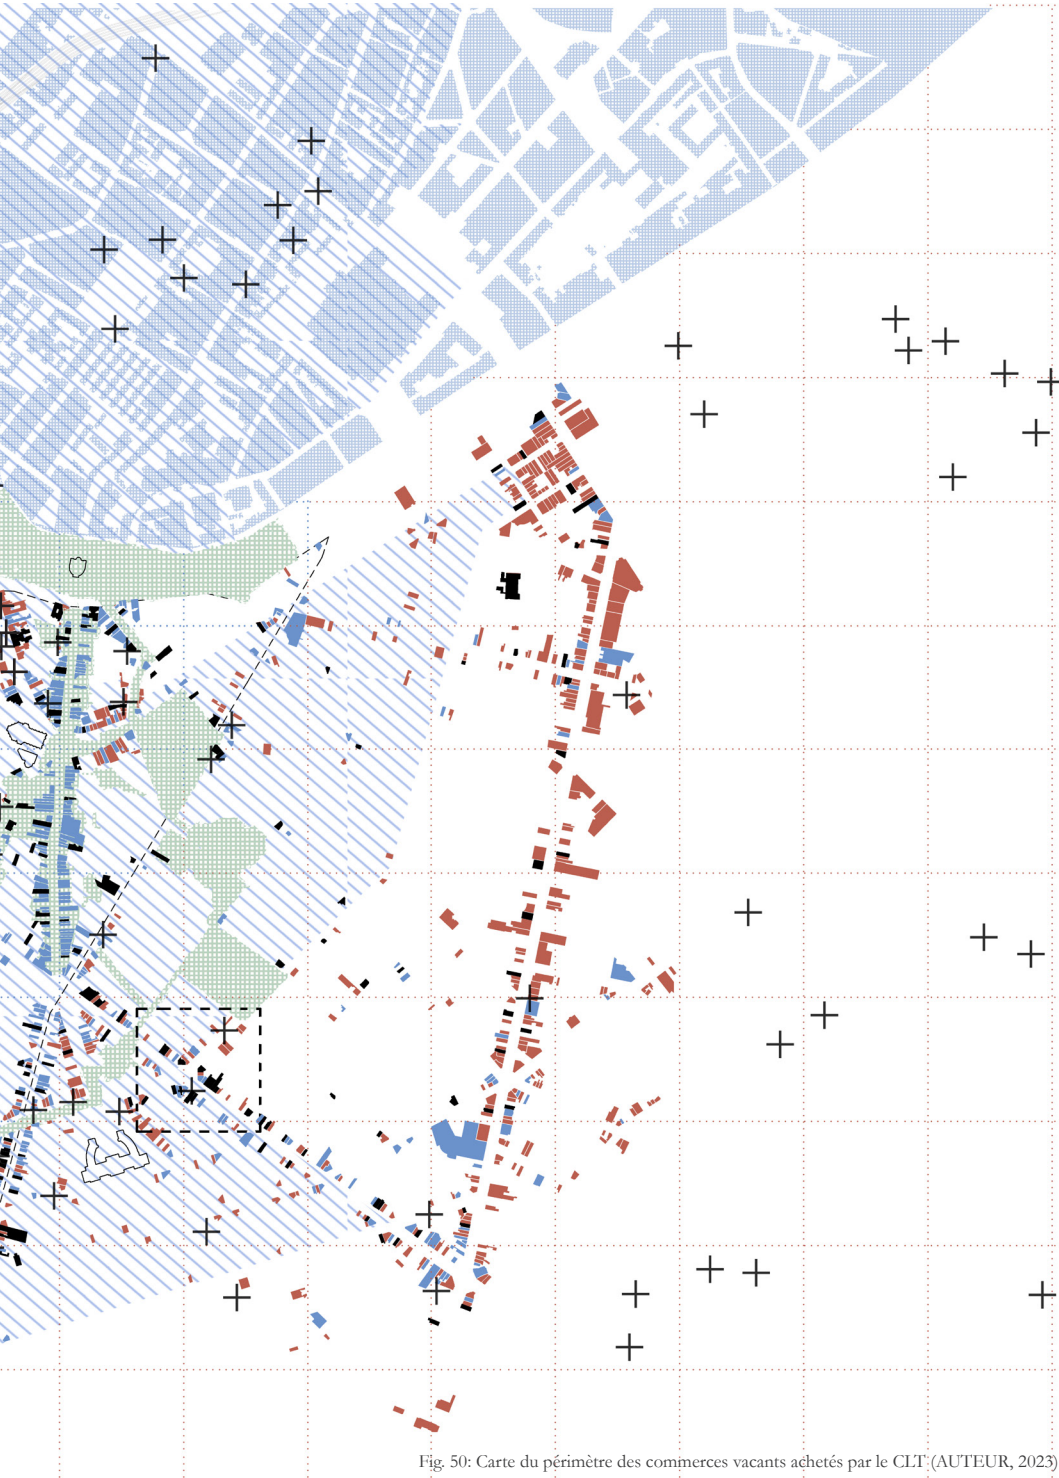 Fig. 50: Carte du périmètre des commerces vacants achetés par le CLT (AUTEUR, 2023)